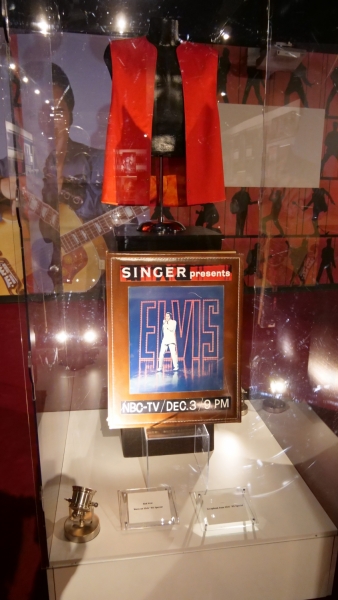 SINGER presents
ELVIS
NBC-TV/DEC.3/9 PM